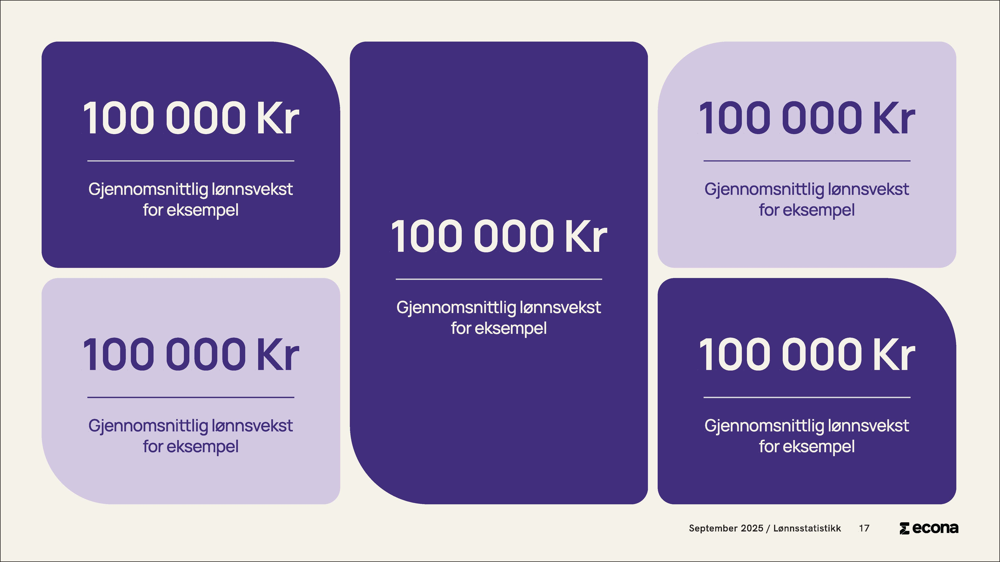 100 000 Kr
Gjennomsnittlig lønnsvekst
for eksempel
100 000 Kr
Gjennomsnittlig lønnsvekst
for eksempel
100 000 Kr
Gjennomsnittlig lønnsvekst
for eksempel
100 000 Kr
Gjennomsnittlig lønnsvekst
for eksempel
100 000 Kr
Gjennomsnittlig lønnsvekst
for eksempel
September 2025 / Lønnsstatistikk 17 econa